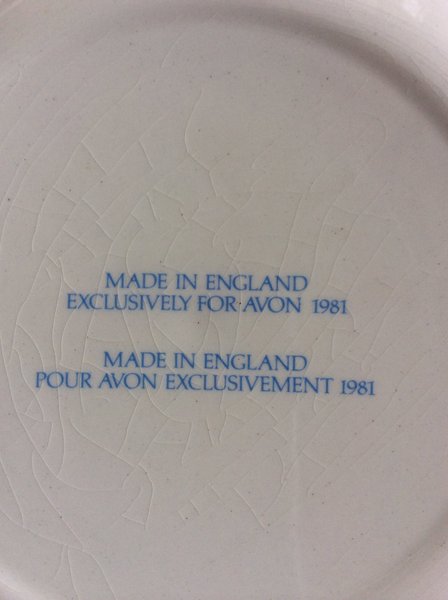 MADE IN ENGLAND
EXCLUSIVELY FOR AVON 1981
MADE IN ENGLAND
POUR AVON EXCLUSIVEMENT 1981